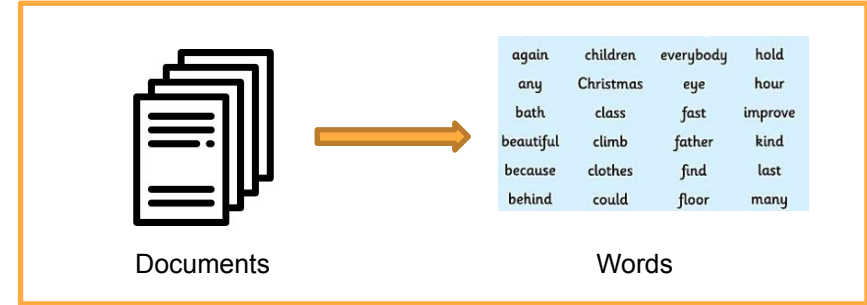 again children everybody hold
any Christmas eye hour
bath class fast improve
beautiful climb father kind
because clothes find last
behind could floor many
Documents
Words